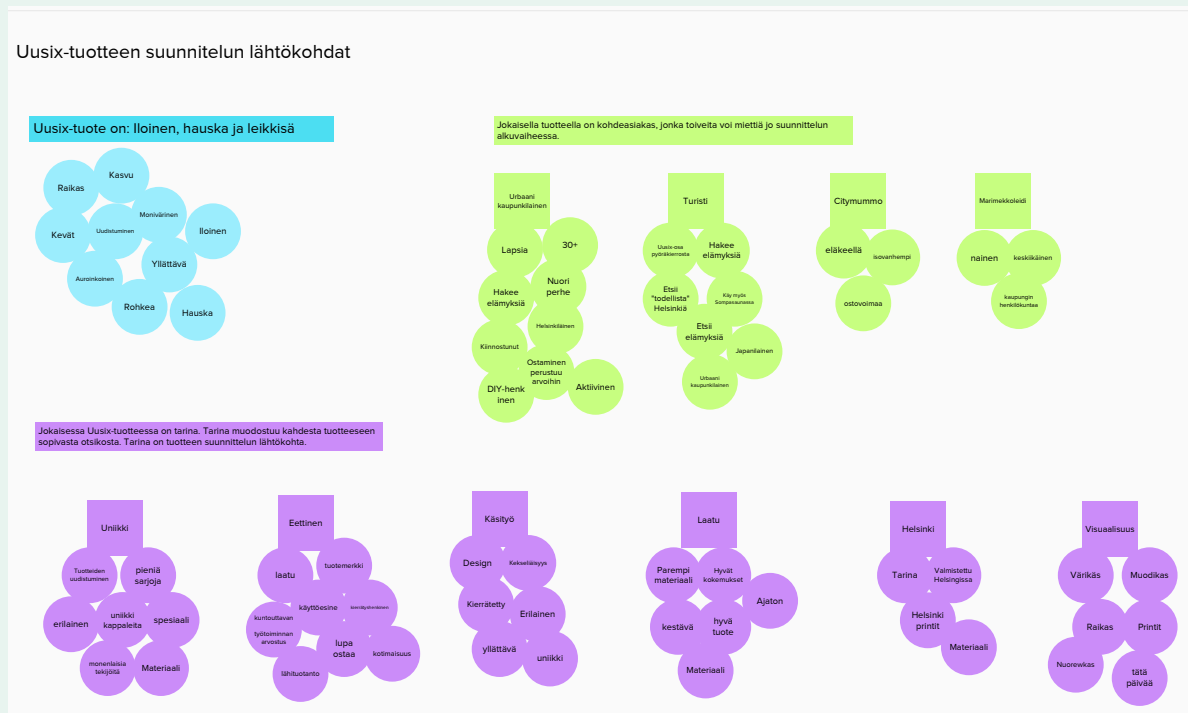 Uusix-tuotteen suunnitelun lähtökohdat
Uusix-tuote on: Iloinen, hauska ja leikkisä
Raikas
Kasvu
Monivärinen
Kevät
Uudistuminen
Iloinen
Yllättävä
Auroinkoinen
Rohkea
Hauska
Jokaisella tuotteella on kohdeasiakas, jonka toiveita voi miettiä jo suunnittelun
alkuvaiheessa.
Urbaani
kaupunkilainen
Lapsia
30+
Nuori
perhe
Hakee
elämyksiä
Helsinkiläinen
Kiinnostunut
Ostaminen
perustuu
arvoihin
DIY-henk
inen
Aktiivinen
Turisti
Uusix-osa
pyöräkierrosta
Hakee
elämyksiä
Etsii
"todellista"
Helsinkiä
Käy myös
Sompasaunassa
Etsii
elämyksiä
Japanilainen
Urbaani
kaupunkilainen
Citymummo
eläkeellä
isovanhempi
ostovoimaa
Marimekkoleidi
nainen
keskiikäinen
kaupungin
henkilökuntaa
Jokaisessa Uusix-tuotteessa on tarina. Tarina muodostuu kahdesta tuotteeseen
sopivasta otsikosta. Tarina on tuotteen suunnittelun lähtökohta.
Uniikki
Tuotteiden
uudistuminen
pieniä
sarjoja
erilainen
uniikki
kappaleita
spesiaali
monenlaisia
tekijöitä
Materiaali
Eettinen
laatu
tuotemerkki
käyttöesine
kierrätyshenkinen
kuntouttavan
työtoiminnan
arvostus
lupa
ostaa
kotimaisuus
lähituotanto
Käsityö
Design
Kekseliäisyys
Kierrätetty
Erilainen
yllättävä
uniikki
Laatu
Parempi
materiaali
Hyvät
kokemukset
Ajaton
kestävä
hyvä
tuote
Materiaali
Helsinki
Tarina
Valmistettu
Helsingissa
Helsinki
printit
Materiaali
Visuaalisuus
Värikäs
Muodikas
Raikas
Printit
Nuorewkas
tätä
päivää